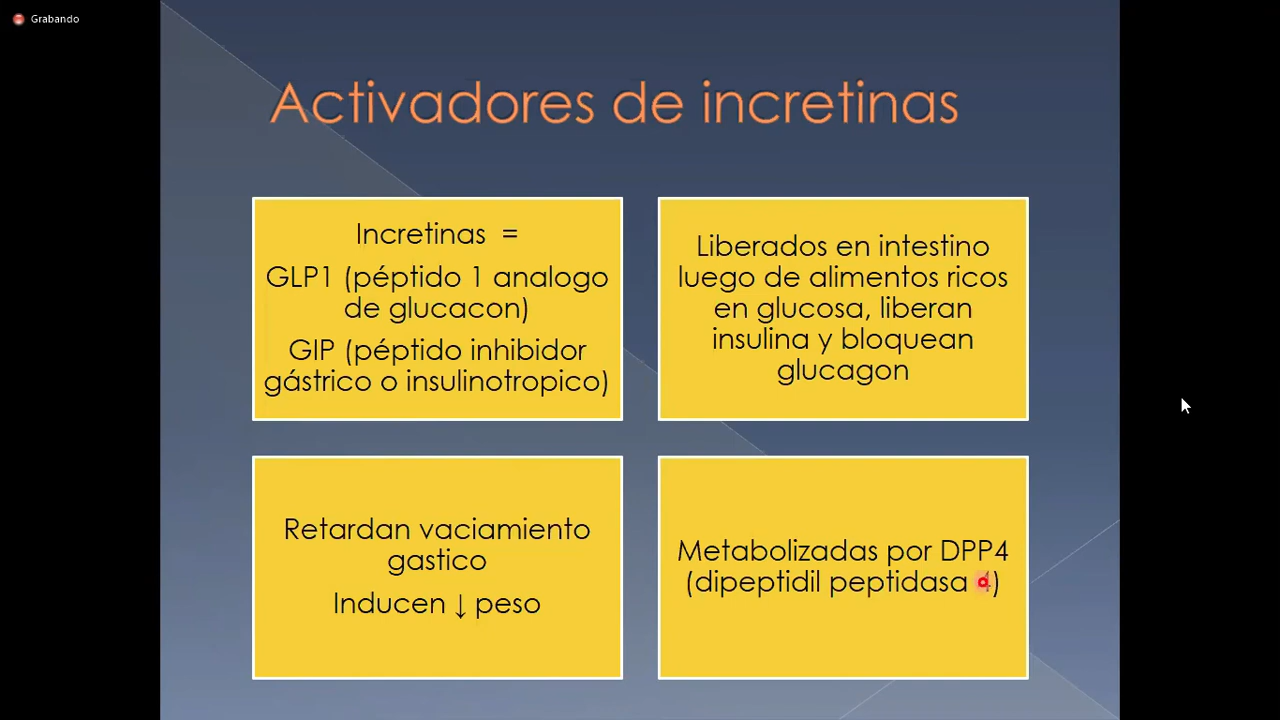 Grabando
Activadores de incretinas
Incretinas =
GLP1 (péptido 1 analogo
de glucacon)
GIP (péptido inhibidor
gástrico o insulinotropico)
Liberados en intestino
luego de alimentos ricos
en glucosa, liberan
insulina y bloquean
glucagon
Retardan vaciamiento
gastico
Inducen ↓ peso
Metabolizadas por DPP4
(dipeptidil peptidasa 4)